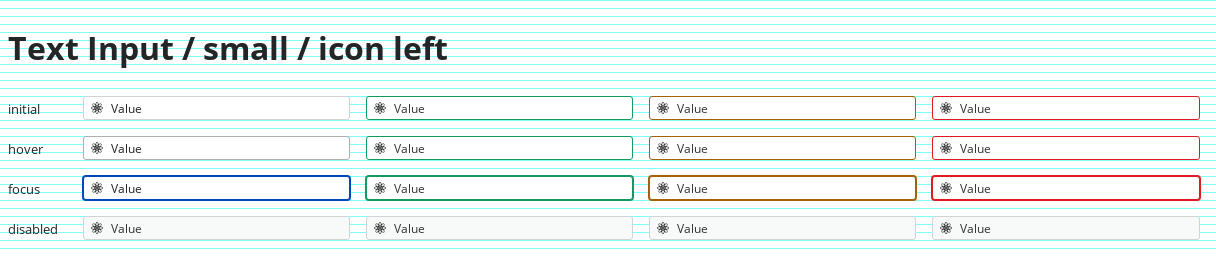 Text Input / small / icon left
initial Value Value Value Value
hover Value Value Value Value
focus Value Value Value Value
disabled Value Value Value Value